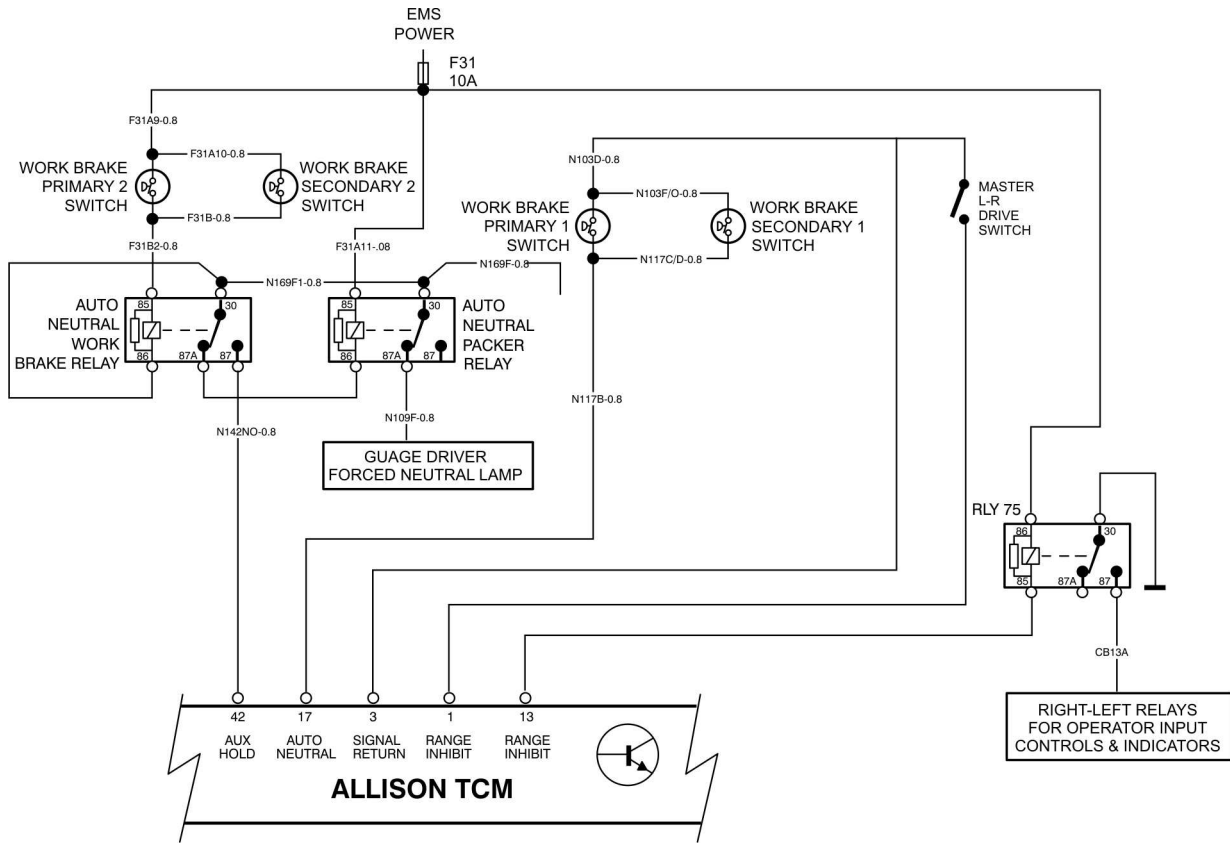 EMS
POWER
F31
10A
F31A9-0.8
F31A10-0.8
WORK BRAKE
PRIMARY 2
SWITCH
WORK BRAKE
SECONDARY 2
SWITCH
F31B-0.8
F31B2-0.8
F31A11-.08
N103D-0.8
N103F/O-0.8
WORK BRAKE
PRIMARY 1
SWITCH
WORK BRAKE
SECONDARY 1
SWITCH
N117C/D-0.8
MASTER
L-R
DRIVE
SWITCH
N169F1-0.8
N169F-0.8
AUTO
NEUTRAL
WORK
BRAKE RELAY
85
30
86
87A
87
85
30
86
87A
87
AUTO
NEUTRAL
PACKER
RELAY
N142NO-0.8
N109F-0.8
N117B-0.8
GUAGE DRIVER
FORCED NEUTRAL LAMP
RLY 75
86
30
85
87A
87
CB13A
RIGHT-LEFT RELAYS
FOR OPERATOR INPUT
CONTROLS & INDICATORS
42
AUX
HOLD
17
AUTO
NEUTRAL
3
SIGNAL
RETURN
1
RANGE
INHIBIT
13
RANGE
INHIBIT
ALLISON TCM